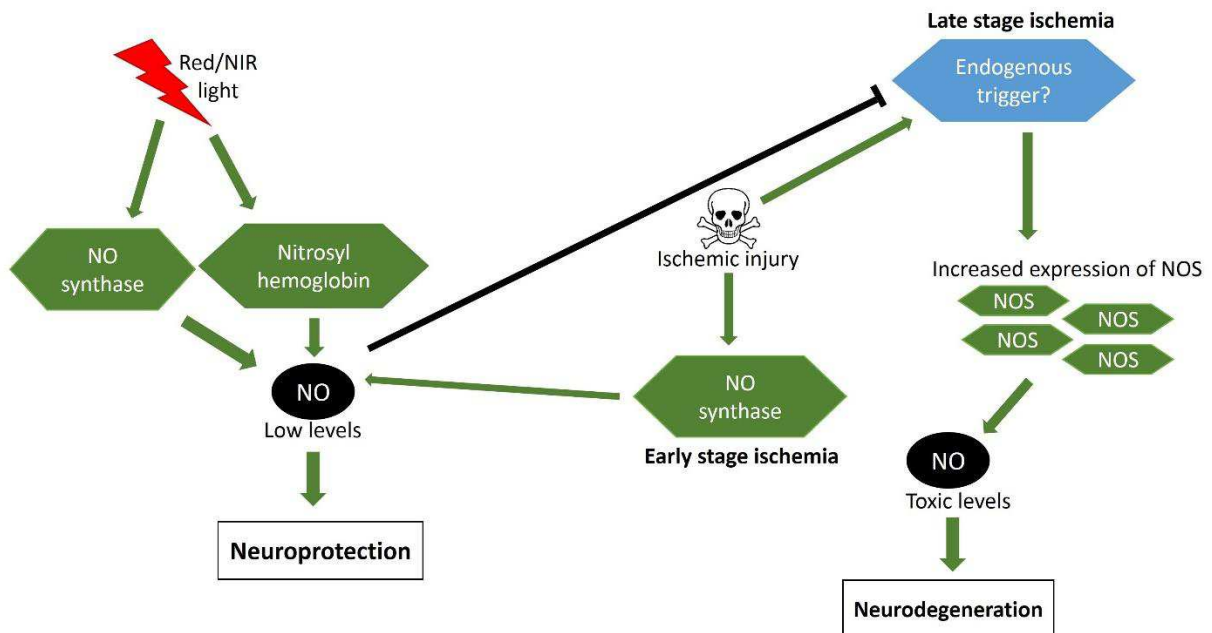 Red/NIR
light
NO
synthase
Nitrosyl
hemoglobin
NO
Low levels
Neuroprotection
Ischemic injury
NO
synthase
Early stage ischemia
Late stage ischemia
Endogenous
trigger?
Increased expression of NOS
NOS
NOS
NOS
NOS
NO
Toxic levels
Neurodegeneration